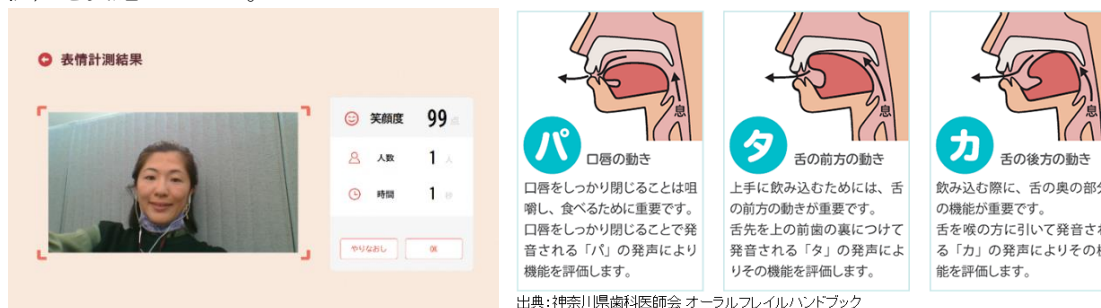 表情計測結果
笑顔度 99 点
人数 1 人
時間 1 秒
やりなおし OK
息
パ 口唇の動き
口唇をしっかり閉じることは咀
嚼し、食べるために重要です。
口唇をしっかり閉じることで発
音される「パ」の発声により
機能を評価します。
息
タ 舌の前方の動き
上手に飲み込むためには、舌
の前方の動きが重要です。
舌先を上の前歯の裏につけて
発音される「タ」の発声によ
りその機能を評価します。
息
カ 舌の後方の動き
飲み込む際に、舌の奥の部
の機能が重要です。
舌を喉の方に引いて発音さ
る「カ」の発声によりその
能を評価します。
出典：神奈川県歯科医師会 オーラルフレイルハンドブック